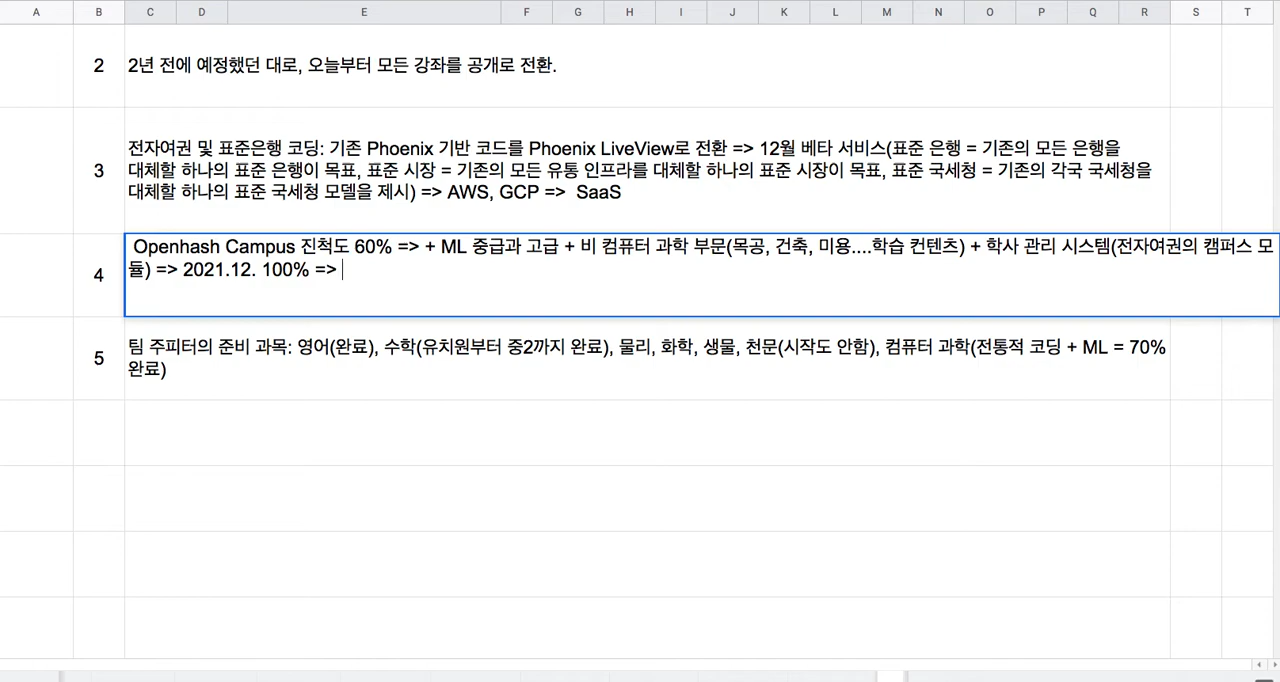 A B C D E F G H I J K L M N O P Q R S T
2 2년 전에 예정했던 대로, 오늘부터 모든 강좌를 공개로 전환.
전자여권 및 표준은행 코딩: 기존 Phoenix 기반 코드를 Phoenix LiveView로 전환 => 12월 베타 서비스(표준 은행 = 기존의 모든 은행을
3 대체할 하나의 표준 은행이 목표, 표준 시장 = 기존의 모든 유통 인프라를 대체할 하나의 표준 시장이 목표, 표준 국세청 = 기존의 각국 국세청을
대체할 하나의 표준 국세청 모델을 제시) => AWS, GCP => SaaS
Openhash Campus 진척도 60% => + ML 중급과 고급 + 비 컴퓨터 과학 부문(목공, 건축, 미용....학습 컨텐츠) + 학사 관리 시스템(전자여권의 캠퍼스 모
4 듈) => 2021.12. 100% =>
5 팀 주피터의 준비 과목: 영어(완료), 수학(유치원부터 중2까지 완료), 물리, 화학, 생물, 천문(시작도 안함), 컴퓨터 과학(전통적 코딩 + ML = 70%
완료)